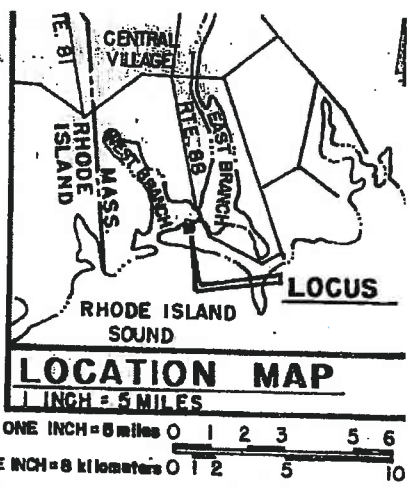 TE. 81
CENTRAL
VILLAGE
RTE. 88
EAST BRANCH
WEST BRANCH
RHODE
ISLAND
MASS.
LOCUS
RHODE ISLAND
SOUND
LOCATION MAP
1 INCH = 5 MILES
ONE INCH = 5 miles 0 1 2 3 5 6
E INCH = 8 kilometers 0 1 2 5 10